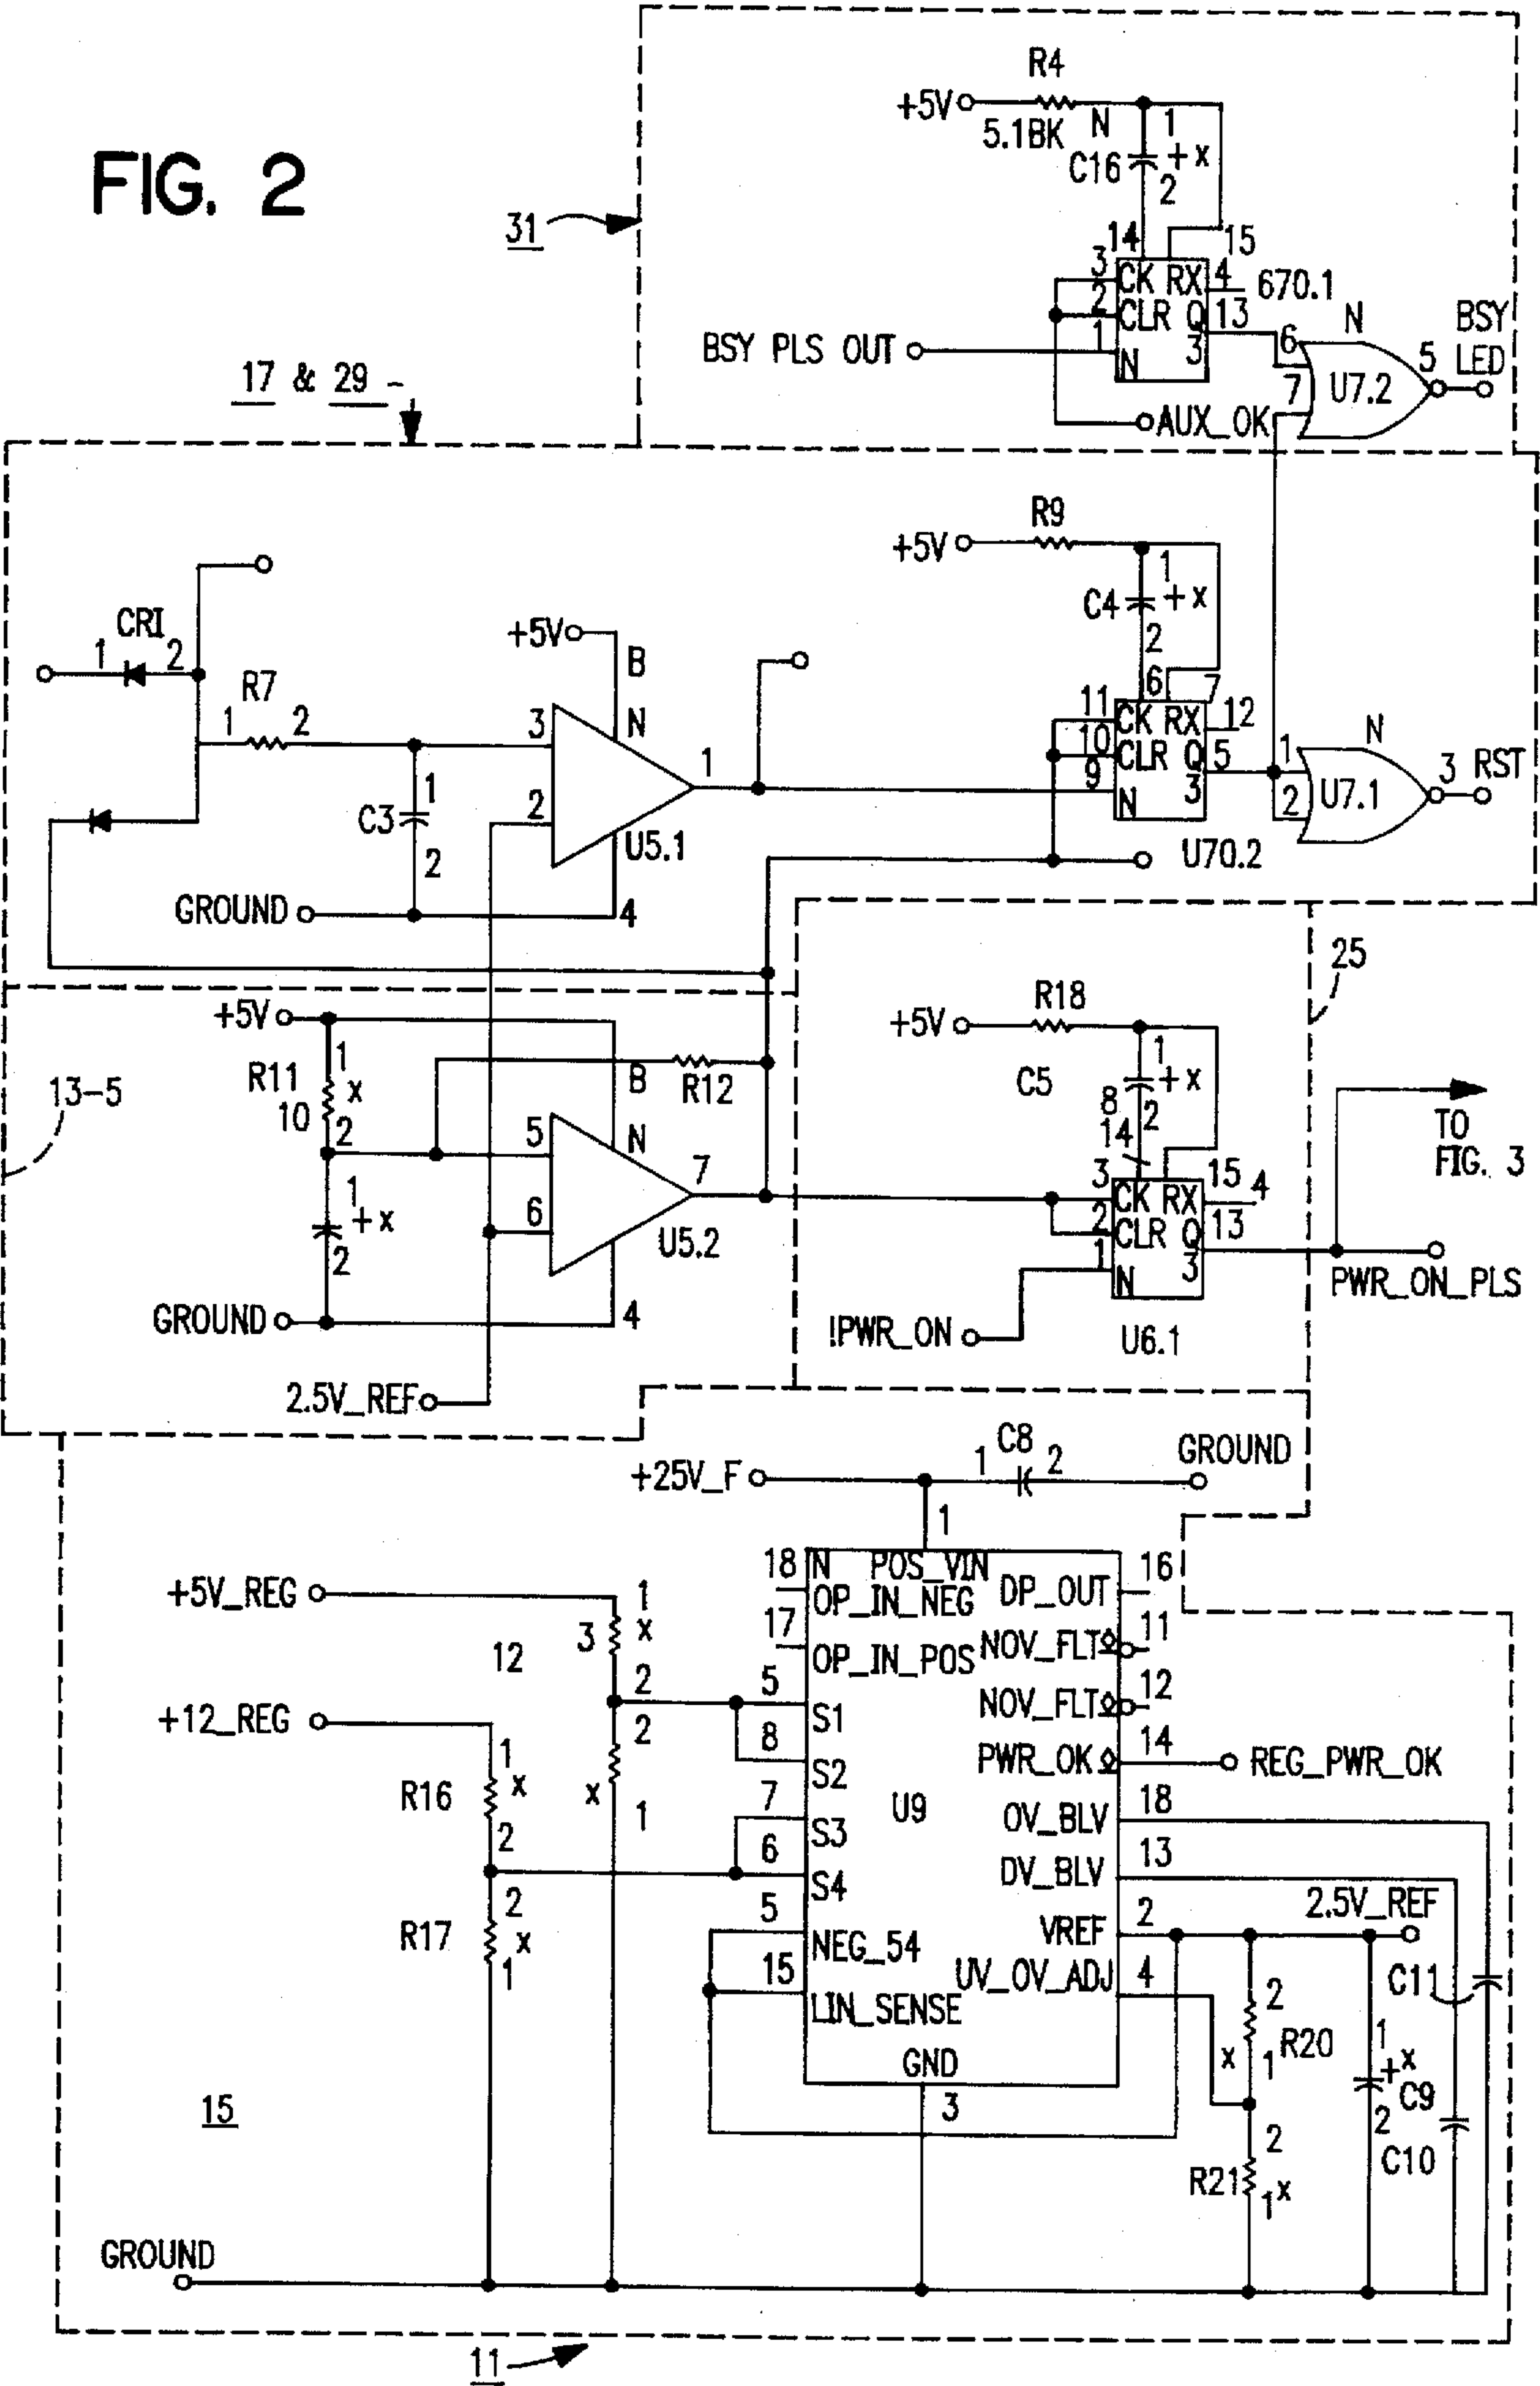 FIG. 2
31
R4
+5V
5.1BK
N
1
C16
+x
2
14
15
3
CK RX
4
670.1
2
CLR Q
13
BSY PLS OUT
1
N
3
6
N
7
U7.2
5
BSY
LED
AUX_OK
17 & 29
R9
+5V
1
C4
+x
2
6
7
11
CK RX
12
10
CLR Q
5
9
N
3
U70.2
1
2
N
U7.1
3
RST
CRI
1
2
R7
1
2
+5V
B
N
3
2
1
U5.1
C3
1
2
GROUND
4
25
13-5
+5V
R11
1
x
10
2
B
R12
5
N
6
7
U5.2
1
+x
2
GROUND
4
2.5V_REF
+5V
R18
C5
1
+x
8
2
14
3
CK RX
15
4
2
CLR Q
13
1
N
3
!PWR_ON
U6.1
TO
FIG. 3
PWR_ON_PLS
+25V_F
1
C8
2
GROUND
1
+5V_REG
1
3
x
12
2
+12_REG
2
x
1
R16
1
x
2
R17
2
x
1
18
N
POS_VIN
OP_IN_NEG
DP_OUT
16
17
OP_IN_POS
NOV_FLT
11
5
S1
NOV_FLT
12
8
S2
PWR_OK
14
REG_PWR_OK
7
S3
U9
OV_BLV
18
6
S4
DV_BLV
13
5
NEG_54
VREF
2
2.5V_REF
15
LIN_SENSE
UV_OV_ADJ
4
GND
3
C11
2
x
1
R20
1
+x
C9
2
C10
2
R21
1
x
15
GROUND
11